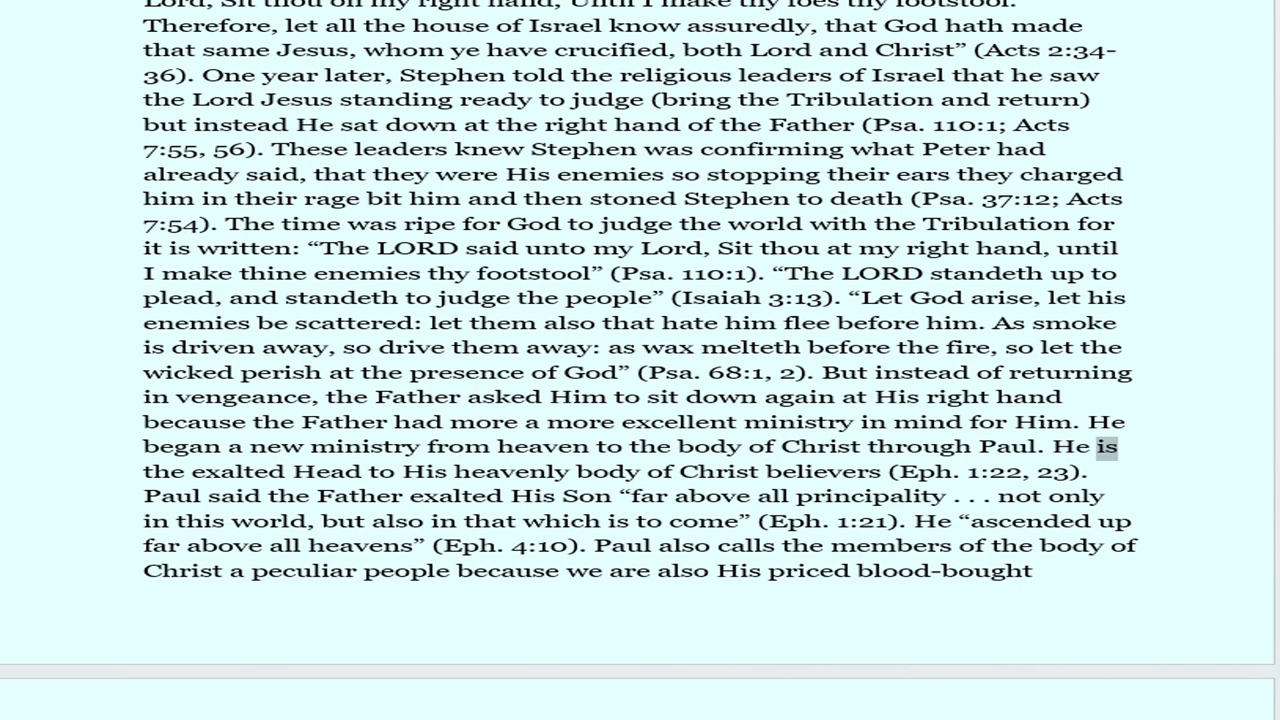 Lord, Sit thou on my right hand, Until I make thy foes thy footstool.
Therefore, let all the house of Israel know assuredly, that God hath made
that same Jesus, whom ye have crucified, both Lord and Christ” (Acts 2:34-
36). One year later, Stephen told the religious leaders of Israel that he saw
the Lord Jesus standing ready to judge (bring the Tribulation and return)
but instead He sat down at the right hand of the Father (Psa. 110:1; Acts
7:55, 56). These leaders knew Stephen was confirming what Peter had
already said, that they were His enemies so stopping their ears they charged
him in their rage bit him and then stoned Stephen to death (Psa. 37:12; Acts
7:54). The time was ripe for God to judge the world with the Tribulation for
it is written: “The LORD said unto my Lord, Sit thou at my right hand, until
I make thine enemies thy footstool” (Psa. 110:1). “The LORD standeth up to
plead, and standeth to judge the people” (Isaiah 3:13). “Let God arise, let his
enemies be scattered: let them also that hate him flee before him. As smoke
is driven away, so drive them away: as wax melteth before the fire, so let the
wicked perish at the presence of God” (Psa. 68:1, 2). But instead of returning
in vengeance, the Father asked Him to sit down again at His right hand
because the Father had more a more excellent ministry in mind for Him. He
began a new ministry from heaven to the body of Christ through Paul. He is
the exalted Head to His heavenly body of Christ believers (Eph. 1:22, 23).
Paul said the Father exalted His Son “far above all principality . . . not only
in this world, but also in that which is to come” (Eph. 1:21). He “ascended up
far above all heavens” (Eph. 4:10). Paul also calls the members of the body of
Christ a peculiar people because we are also His priced blood-bought